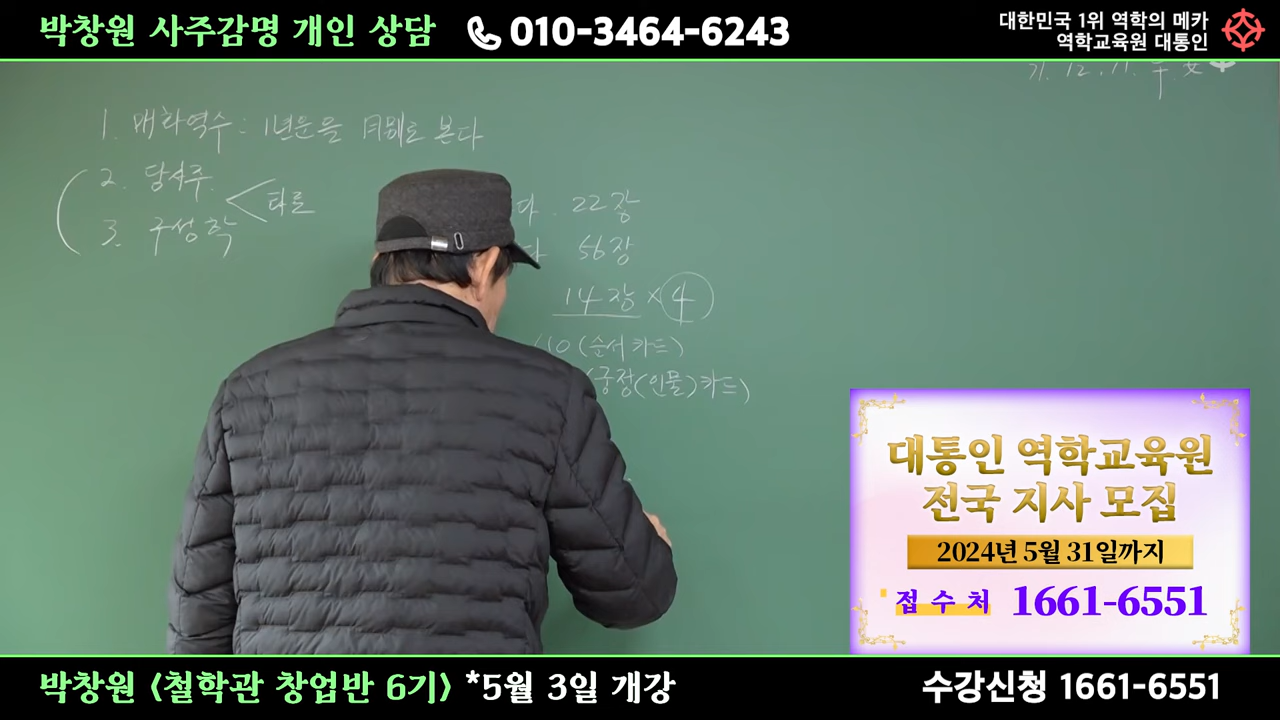 박창원 사주감명 개인 상담 010-3464-6243
대한민국 1위 역학의 메카
역학교육원 대통인
1. 매화역수 : 1년운을 月별로 본다
2. 당사주
3. 구성학
타로
다. 22장
다 56장
14장 × 4
10 (순서카드)
(궁정(인물)카드)
대통인 역학교육원
전국 지사 모집
2024년 5월 31일까지
접 수 처 1661-6551
박창원 <철학관 창업반 6기> *5월 3일 개강
수강신청 1661-6551